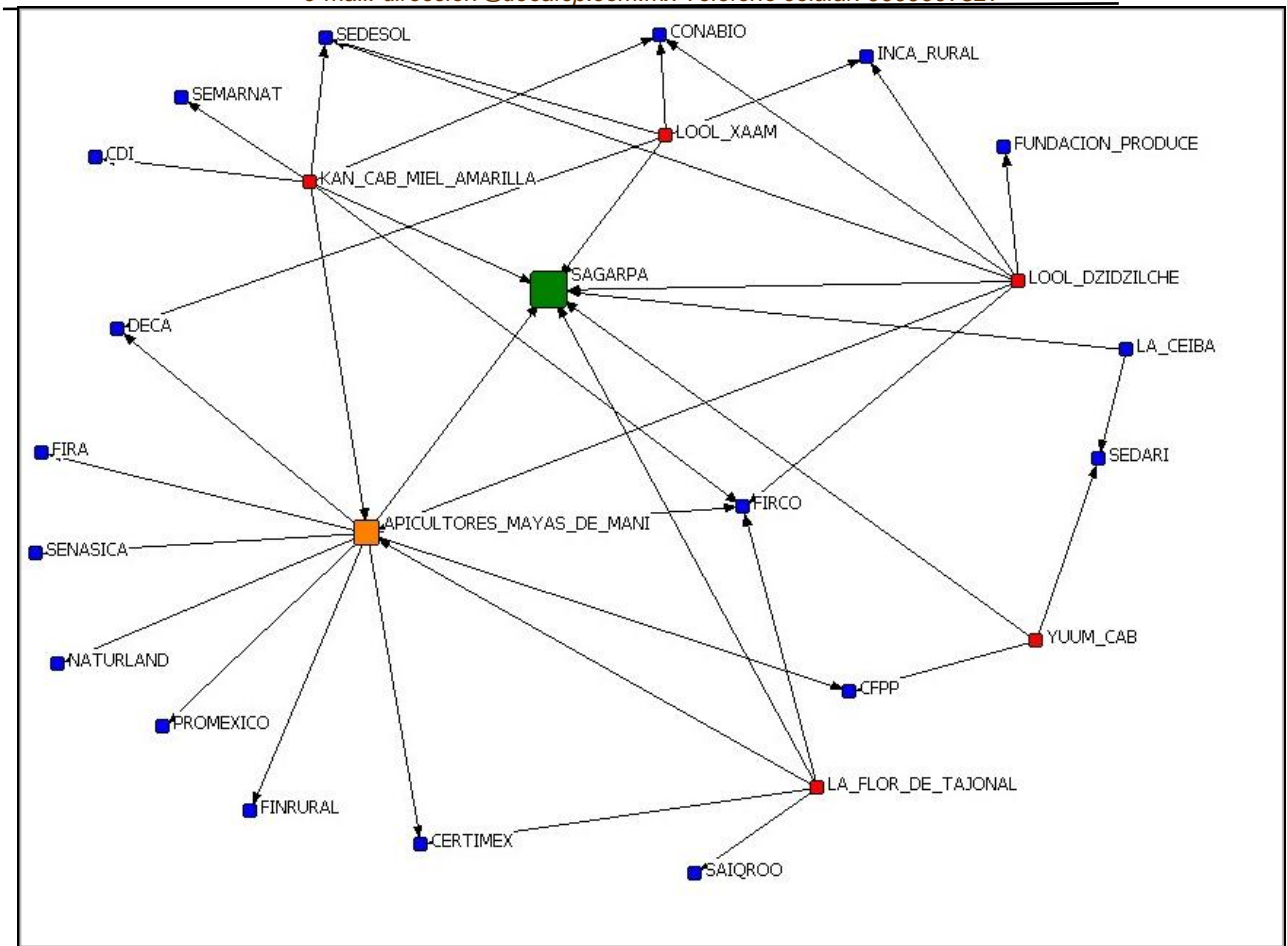 SEDESOL
CONABIO
INCA_RURAL
SEMARNAT
LOOL_XAAM
FUNDACION_PRODUCE
CDI
KAN_CAB_MIEL_AMARILLA
SAGARPA
LOOL_DZIDZILCHE
DECA
LA_CEIBA
FIRA
SEDARI
FIRCO
APICULTORES_MAYAS_DE_MANI
SENASICA
YUUM_CAB
NATURLAND
CFPP
PROMEXICO
LA_FLOR_DE_TAJONAL
FINRURAL
CERTIMEX
SAIQROO